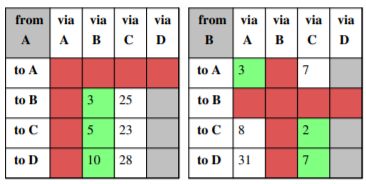 from A via A via B via C via D
to A
to B 3 25
to C 5 23
to D 10 28
from B via A via B via C via D
to A 3 7
to B
to C 8 2
to D 31 7